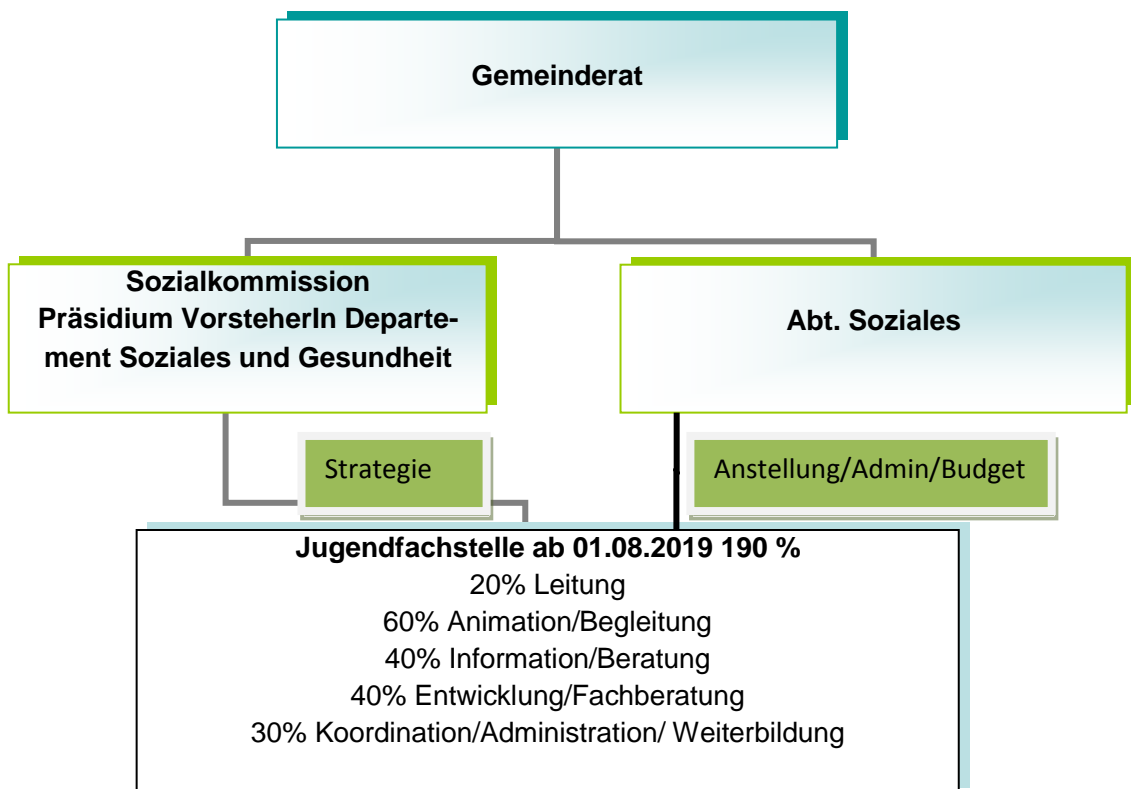 Gemeinderat
Sozialkommission
Präsidium VorsteherIn Departe-
ment Soziales und Gesundheit
Abt. Soziales
Strategie
Anstellung/Admin/Budget
Jugendfachstelle ab 01.08.2019 190 %
20% Leitung
60% Animation/Begleitung
40% Information/Beratung
40% Entwicklung/Fachberatung
30% Koordination/Administration/ Weiterbildung